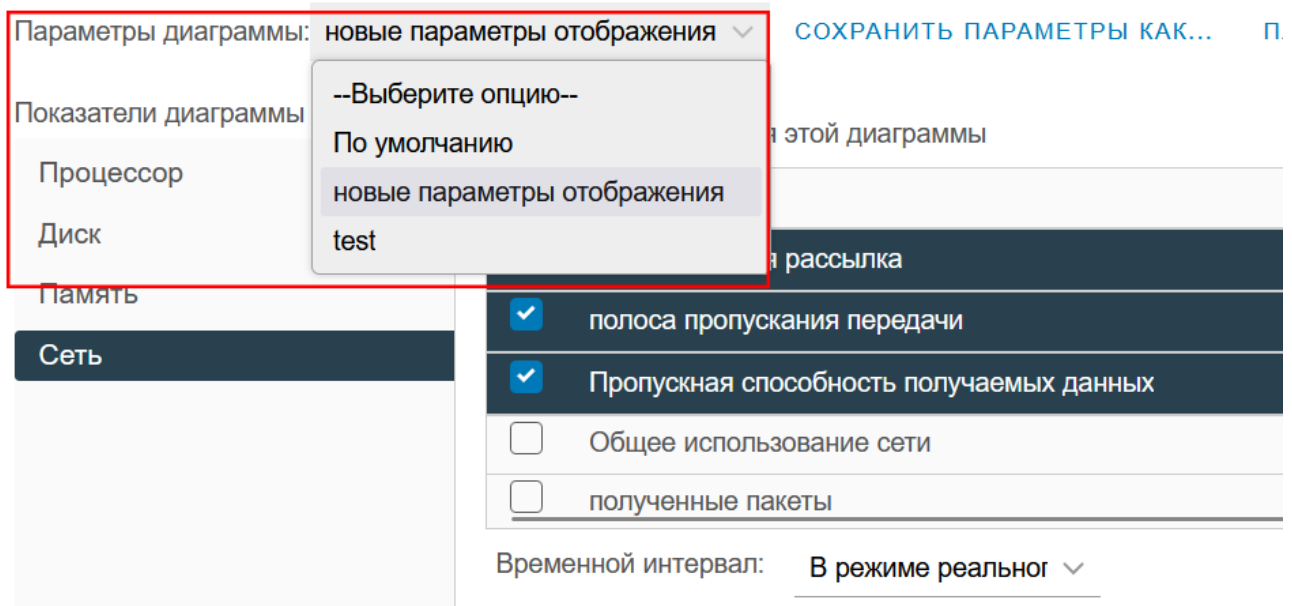 Параметры диаграммы: новые параметры отображения СОХРАНИТЬ ПАРАМЕТРЫ КАК...
--Выберите опцию--
Показатели диаграммы этой диаграммы
По умолчанию
Процессор
новые параметры отображения
Диск
test
рассылка
Память
полоса пропускания передачи
Сеть
Пропускная способность получаемых данных
Общее использование сети
полученные пакеты
Временной интервал: В режиме реальног